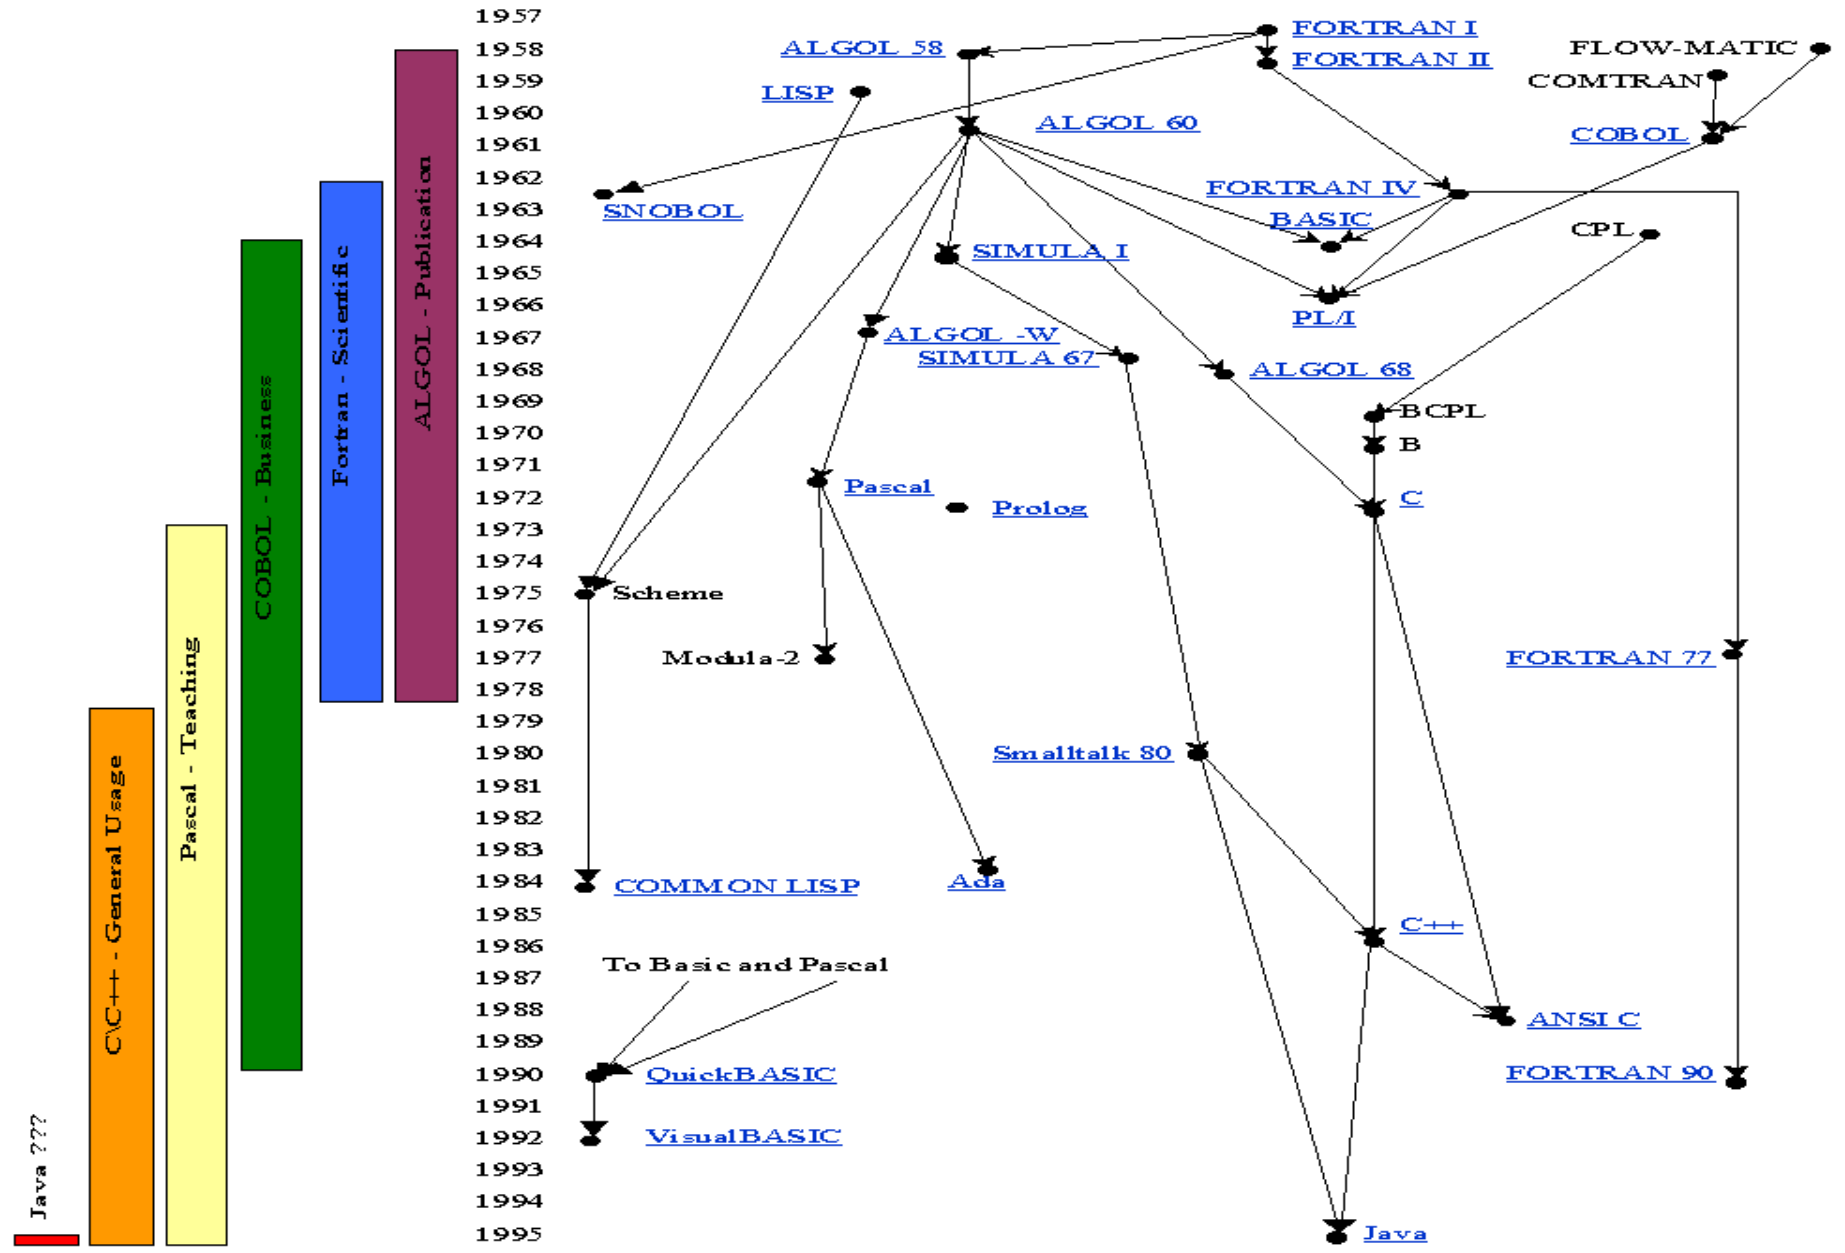 1957
1958
1959
1960
1961
1962
1963
1964
1965
1966
1967
1968
1969
1970
1971
1972
1973
1974
1975
1976
1977
1978
1979
1980
1981
1982
1983
1984
1985
1986
1987
1988
1989
1990
1991
1992
1993
1994
1995
Java ???
C\C++ - General Usage
Pascal - Teaching
COBOL - Business
Fortran - Scientific
ALGOL - Publication
FORTRAN I
ALGOL 58
FLOW-MATIC
FORTRAN II
COMTRAN
LISP
ALGOL 60
COBOL
FORTRAN IV
SNOBOL
BASIC
CPL
SIMULA I
PL/I
ALGOL -W
SIMULA 67
ALGOL 68
BCPL
B
Pascal
C
Prolog
Scheme
Modula-2
FORTRAN 77
Smalltalk 80
Ada
COMMON LISP
C++
To Basic and Pascal
ANSI C
QuickBASIC
FORTRAN 90
VisualBASIC
Java